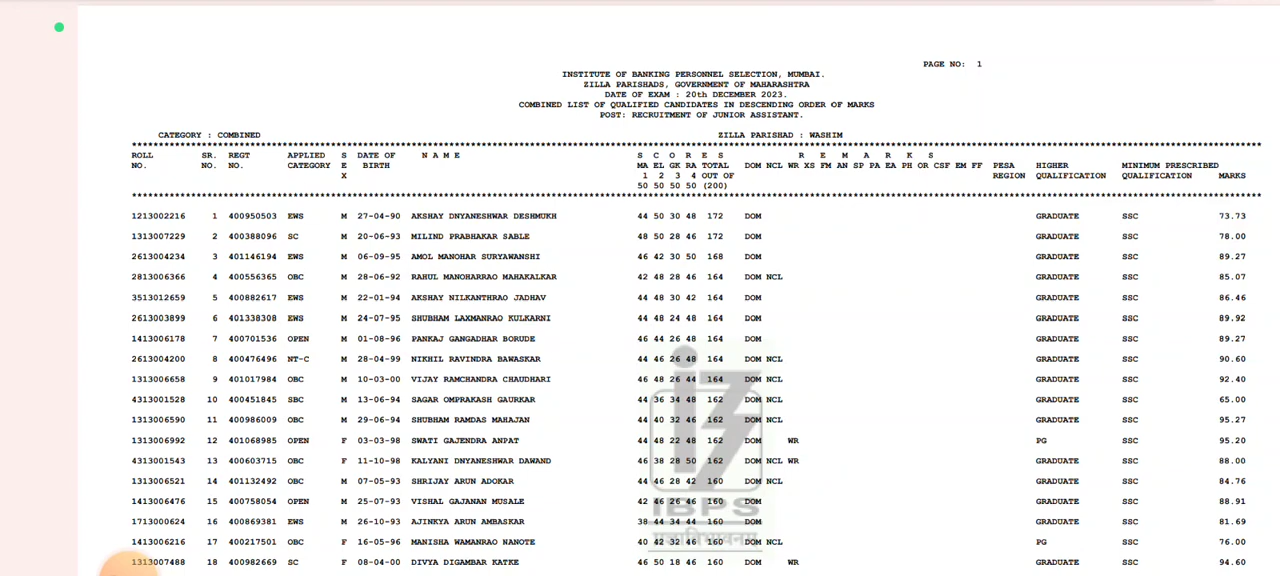 PAGE NO: 1
INSTITUTE OF BANKING PERSONNEL SELECTION, MUMBAI.
ZILLA PARISHADS, GOVERNMENT OF MAHARASHTRA
DATE OF EXAM : 20th DECEMBER 2023.
COMBINED LIST OF QUALIFIED CANDIDATES IN DESCENDING ORDER OF MARKS
POST: RECRUITMENT OF JUNIOR ASSISTANT.
CATEGORY : COMBINED ZILLA PARISHAD : WASHIM
ROLL SR. REGT APPLIED S DATE OF N A M E S C O R E S R E M A R K S HIGHER MINIMUM PRESCRIBED
NO. NO. NO. CATEGORY E BIRTH MA EL GK RA TOTAL DOM NCL WR XS FM AN SP PA EA PH OR CSF EM FF PESA QUALIFICATION QUALIFICATION MARKS
X 1 2 3 4 OUT OF REGION
50 50 50 50 (200)
1213002216 1 400950503 EWS M 27-04-90 AKSHAY DNYANESHWAR DESHMUKH 44 50 30 48 172 DOM GRADUATE SSC 73.73
1313007229 2 400388096 SC M 20-06-93 MILIND PRABHAKAR SABLE 48 50 28 46 172 DOM GRADUATE SSC 78.00
2613004234 3 401146194 EWS M 06-09-95 AMOL MANOHAR SURYAWANSHI 46 42 30 50 168 DOM GRADUATE SSC 89.27
2813006366 4 400556365 OBC M 28-06-92 RAHUL MANOHARRAO MAHAKALKAR 42 48 28 46 164 DOM NCL GRADUATE SSC 85.07
3513012659 5 400882617 EWS M 22-01-94 AKSHAY NILKANTHRAO JADHAV 44 48 30 42 164 DOM GRADUATE SSC 86.46
2613003899 6 401338308 EWS M 24-07-95 SHUBHAM LAXMANRAO KULKARNI 44 48 24 48 164 DOM GRADUATE SSC 89.92
1413006178 7 400701536 OPEN M 01-08-96 PANKAJ GANGADHAR BORUDE 46 44 26 48 164 DOM GRADUATE SSC 89.27
2613004200 8 400476496 NT-C M 28-04-99 NIKHIL RAVINDRA BAWASKAR 44 46 26 48 164 DOM NCL GRADUATE SSC 90.60
1313006658 9 401017984 OBC M 10-03-00 VIJAY RAMCHANDRA CHAUDHARI 46 48 26 44 164 DOM NCL GRADUATE SSC 92.40
4313001528 10 400451845 SBC M 13-06-94 SAGAR OMPRAKASH GAURKAR 44 36 34 48 162 DOM NCL GRADUATE SSC 65.00
1313006590 11 400986009 OBC M 29-06-94 SHUBHAM RAMDAS MAHAJAN 44 40 32 46 162 DOM NCL GRADUATE SSC 95.27
1313006992 12 401068985 OPEN F 03-03-98 SWATI GAJENDRA ANPAT 44 48 22 48 162 DOM WR PG SSC 95.20
4313001543 13 400603715 OBC F 11-10-98 KALYANI DNYANESHWAR DAWAND 46 38 28 50 162 DOM NCL WR GRADUATE SSC 88.00
1313006521 14 401132492 OBC M 07-05-93 SHRIJAY ARUN ADOKAR 44 46 28 42 160 DOM NCL GRADUATE SSC 84.76
1413006476 15 400758054 OPEN M 25-07-93 VISHAL GAJANAN MUSALE 42 46 26 46 160 DOM GRADUATE SSC 88.91
1713000624 16 400869381 EWS M 26-10-93 AJINKYA ARUN AMBASKAR 38 44 34 44 160 DOM GRADUATE SSC 81.69
1413006216 17 400217501 OBC F 16-05-96 MANISHA WAMANRAO NANOTE 40 42 32 46 160 DOM NCL PG SSC 76.00
1313007488 18 400982669 SC F 08-04-00 DIVYA DIGAMBAR KATKE 46 50 18 46 160 DOM WR GRADUATE SSC 94.60
IBPS